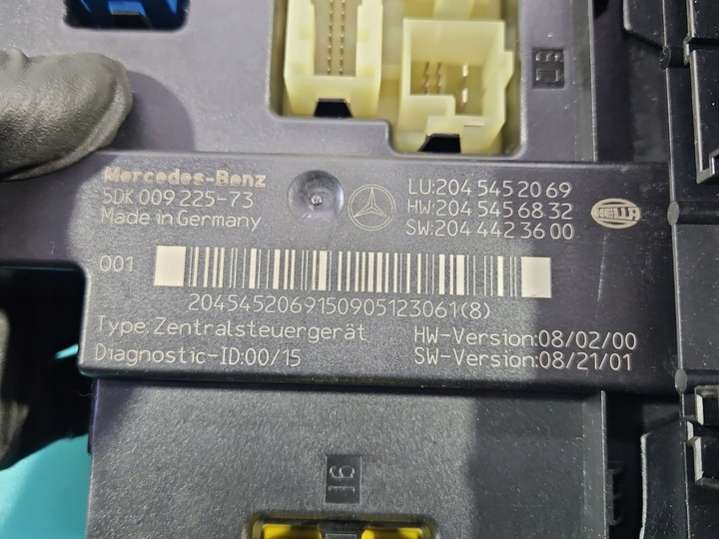 Mercedes-Benz
5DK 009 225-73
Made in Germany
LU:204 545 20 69
HW:204 545 68 32
SW:204 442 36 00
HELLA
001
2045452069150905123061(8)
Type:Zentralsteuergerät
Diagnostic-ID:00/15
HW-Version:08/02/00
SW-Version:08/21/01